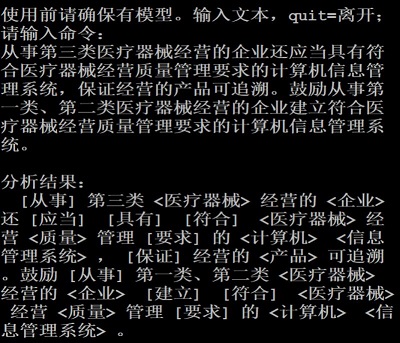 使用前请确保有模型。输入文本，quit=离开；
请输入命令：
从事第三类医疗器械经营的企业还应当具有符
合医疗器械经营质量管理要求的计算机信息管
理系统，保证经营的产品可追溯。鼓励从事第
一类、第二类医疗器械经营的企业建立符合医
疗器械经营质量管理要求的计算机信息管理系
统。
分析结果：
[从事] 第三类 <医疗器械> 经营的 <企业>
还 [应当] [具有] [符合] <医疗器械> 经
营 <质量> 管理 [要求] 的 <计算机> <信息
管理系统> ， [保证] 经营的 <产品> 可追溯
。鼓励 [从事] 第一类、第二类 <医疗器械>
经营的 <企业> [建立] [符合] <医疗器械>
经营 <质量> 管理 [要求] 的 <计算机> <信
息管理系统> 。